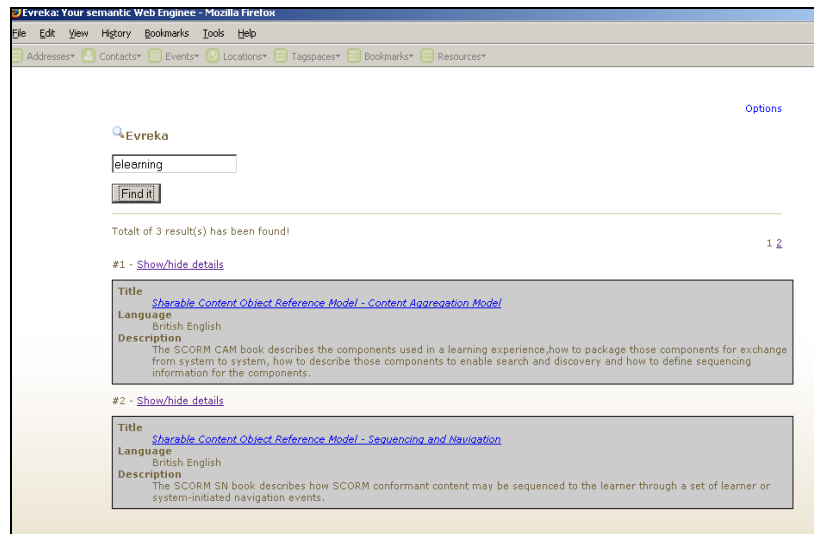 Evreka: Your semantic Web Enginee - Mozilla Firefox
File Edit View History Bookmarks Tools Help
Addresses Contacts Events Locations Tagspaces Bookmarks Resources
Options
Evreka
elearning
Find it
Totalt of 3 result(s) has been found!
1 2
#1 - Show/hide details
Title
Sharable Content Object Reference Model - Content Aggregation Model
Language
British English
Description
The SCORM CAM book describes the components used in a learning experience,how to package those components for exchange
from system to system, how to describe those components to enable search and discovery and how to define sequencing
information for the components.
#2 - Show/hide details
Title
Sharable Content Object Reference Model - Sequencing and Navigation
Language
British English
Description
The SCORM SN book describes how SCORM conformant content may be sequenced to the learner through a set of learner or
system-initiated navigation events.